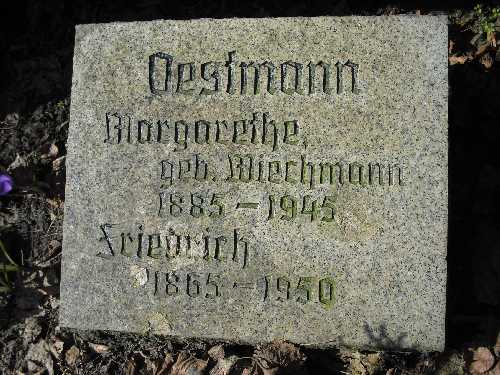 Oestmann
Margarethe,
geb. Wiechmann
1885 – 1945
Friedrich
1865 – 1950